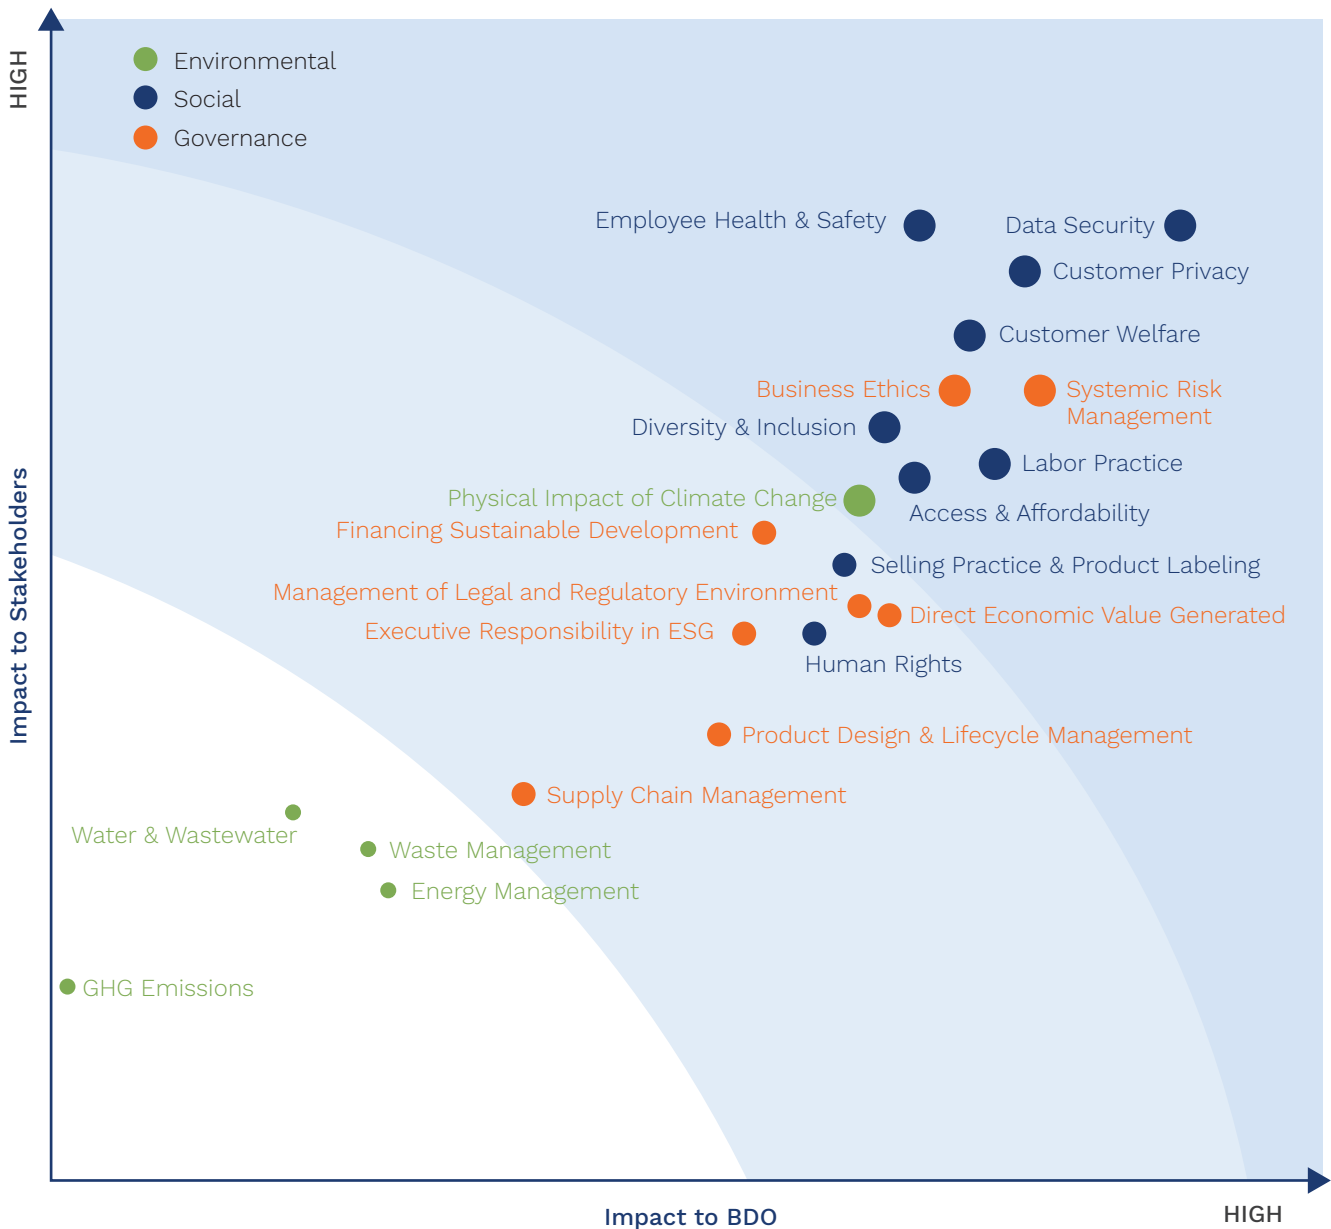 HIGH
Environmental
Social
Governance
Employee Health & Safety
Data Security
Customer Privacy
Customer Welfare
Business Ethics
Systemic Risk
Management
Diversity & Inclusion
Labor Practice
Physical Impact of Climate Change
Access & Affordability
Financing Sustainable Development
Selling Practice & Product Labeling
Management of Legal and Regulatory Environment
Direct Economic Value Generated
Executive Responsibility in ESG
Human Rights
Product Design & Lifecycle Management
Supply Chain Management
Water & Wastewater
Waste Management
Energy Management
GHG Emissions
Impact to Stakeholders
Impact to BDO
HIGH